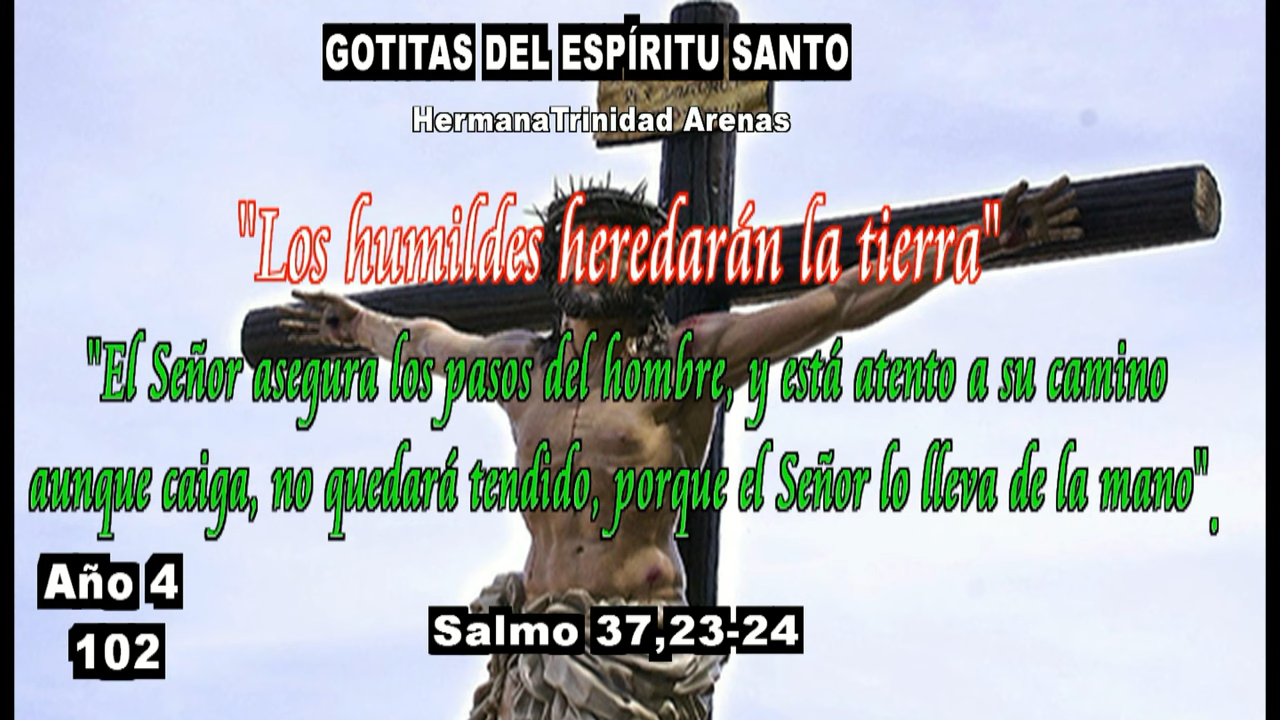 GOTITAS DEL ESPÍRITU SANTO
HermanaTrinidad Arenas
"Los humildes heredarán la tierra"
"El Señor asegura los pasos del hombre, y está atento a su camino
aunque caiga, no quedará tendido, porque el Señor lo lleva de la mano".
Año 4
102
Salmo 37,23-24